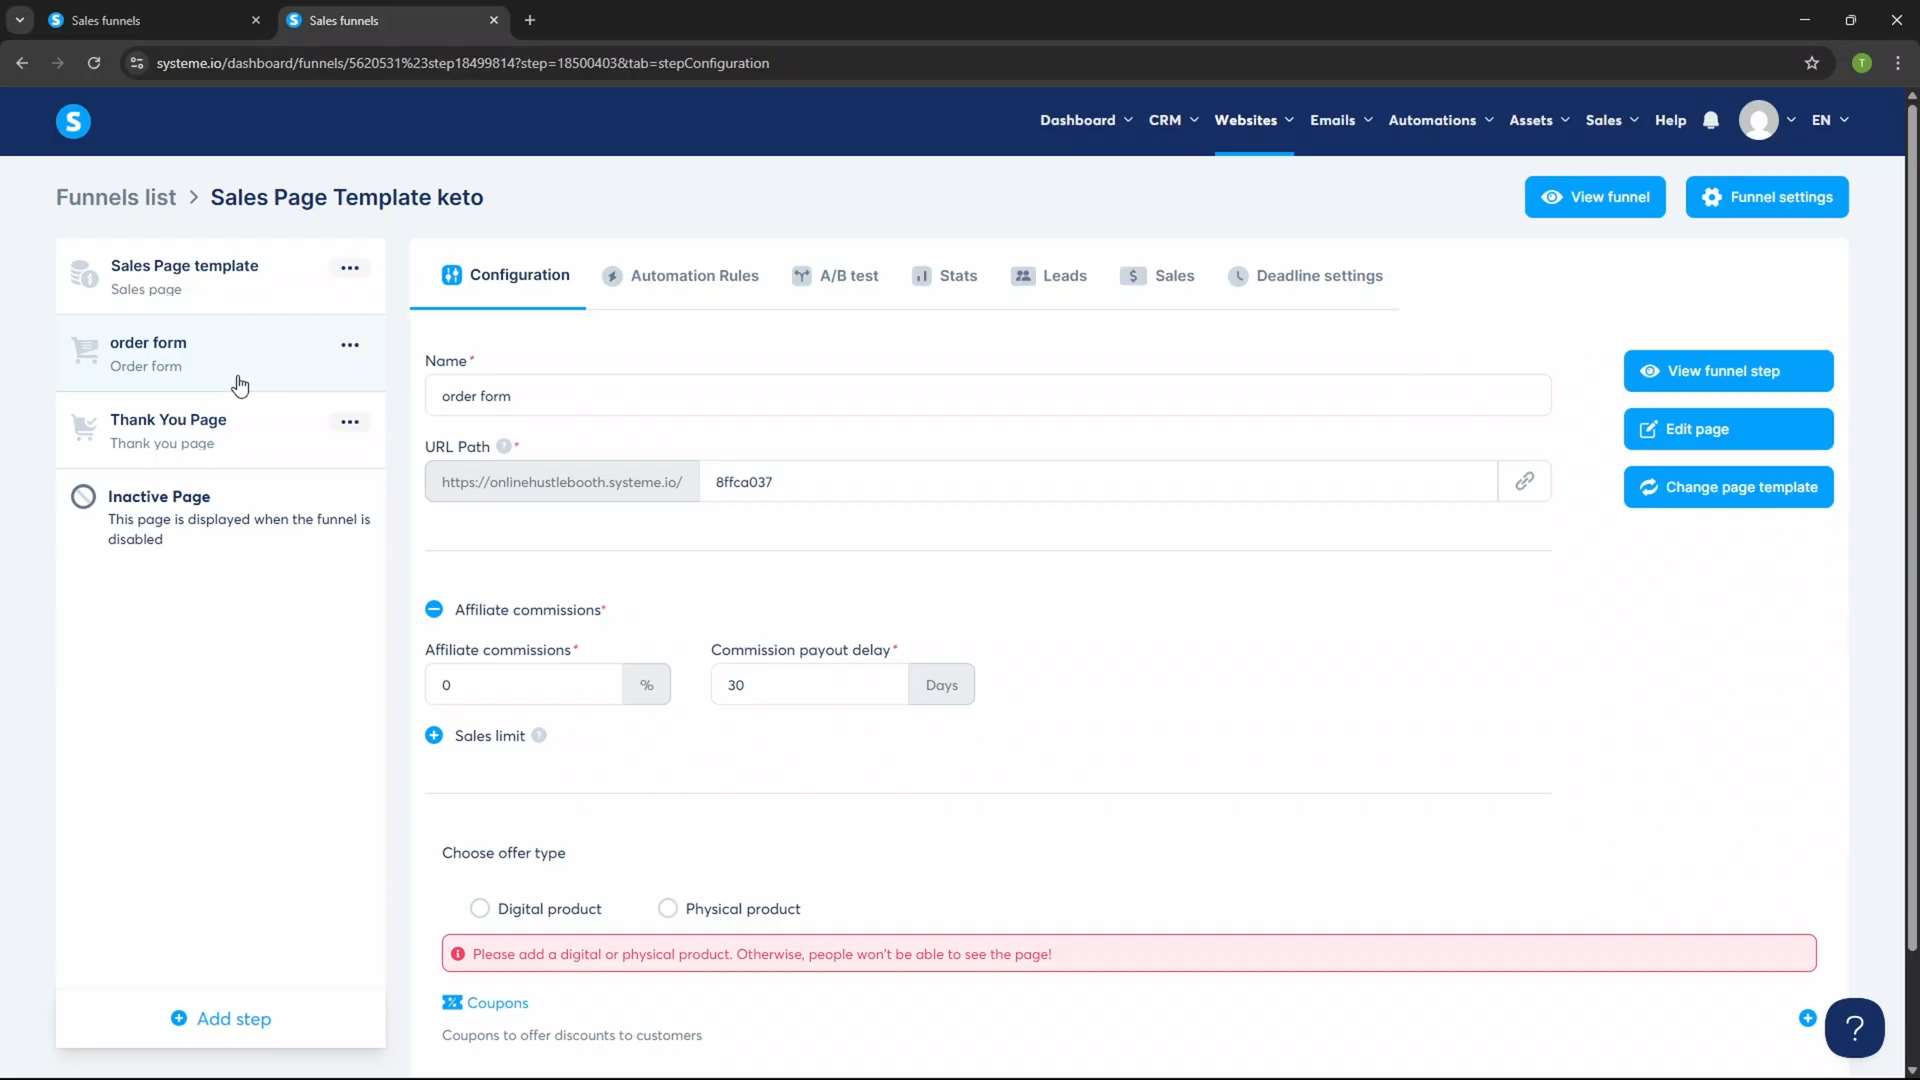 Sales funnels
Sales funnels
systeme.io/dashboard/funnels/5620531%23step18499814?step=18500403&tab=stepConfiguration
T
S
Dashboard
CRM
Websites
Emails
Automations
Assets
Sales
Help
EN
Funnels list > Sales Page Template keto
View funnel
Funnel settings
Sales Page template
Sales page
order form
Order form
Thank You Page
Thank you page
Inactive Page
This page is displayed when the funnel is
disabled
Add step
Configuration
Automation Rules
A/B test
Stats
Leads
Sales
Deadline settings
Name*
order form
URL Path ? *
https://onlinehustlebooth.systeme.io/
8ffca037
View funnel step
Edit page
Change page template
Affiliate commissions*
Affiliate commissions*
Commission payout delay*
0
%
30
Days
Sales limit ?
Choose offer type
Digital product
Physical product
Please add a digital or physical product. Otherwise, people won't be able to see the page!
Coupons
Coupons to offer discounts to customers
?